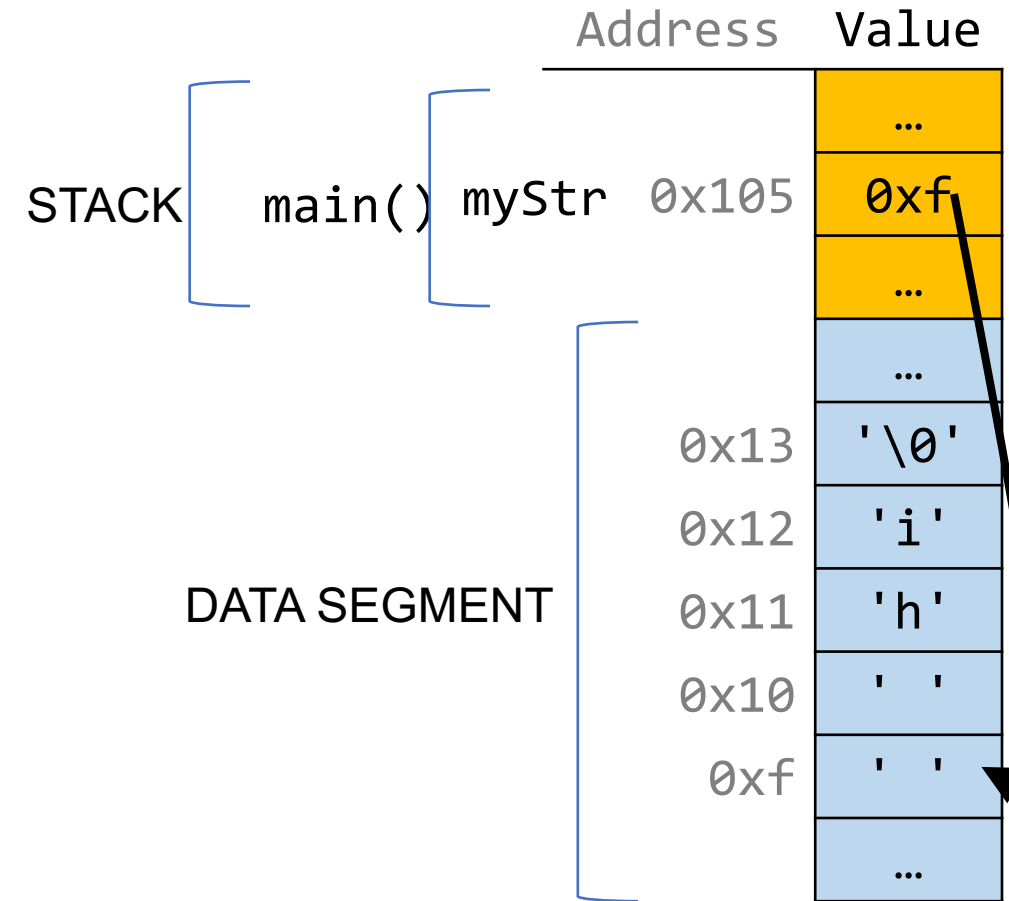 Address Value
…
STACK main() myStr 0x105 0xf
…
…
0x13 '\0'
0x12 'i'
DATA SEGMENT 0x11 'h'
0x10 ' '
0xf ' '
…